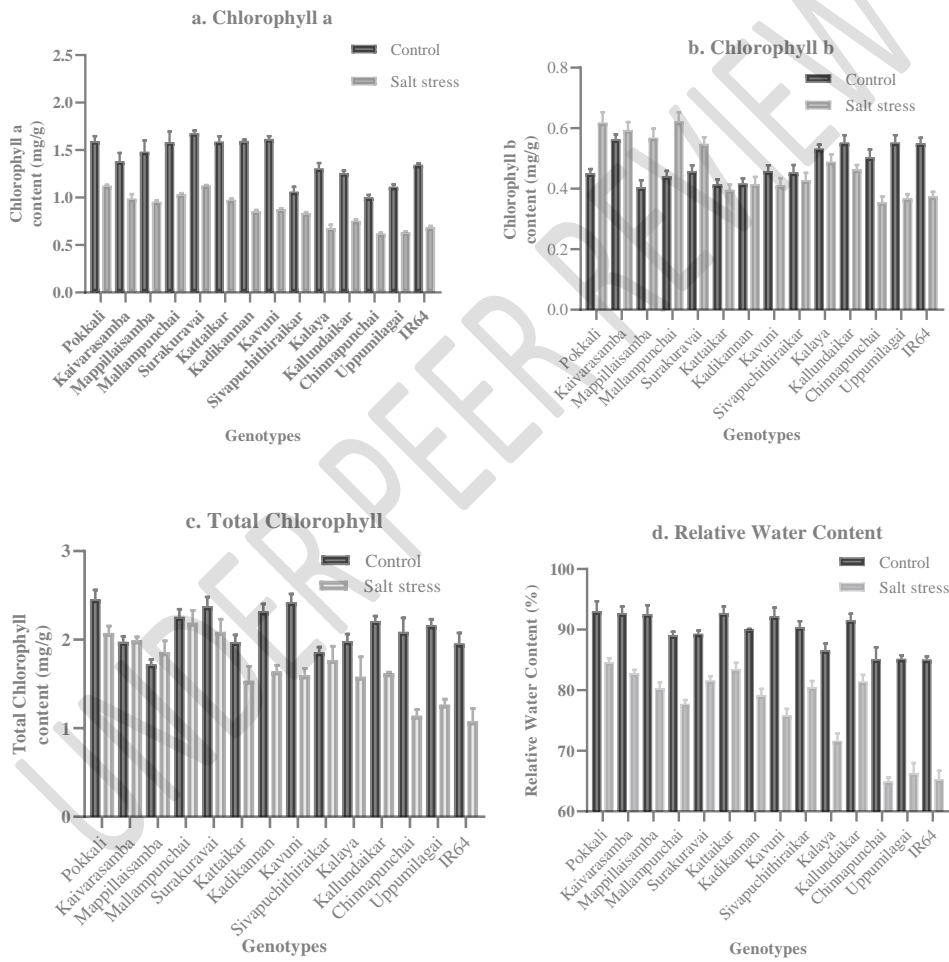 a. Chlorophyll a
Control
Salt stress
Chlorophyll a
content (mg/g)
2.5
2.0
1.5
1.0
0.5
0.0
Pokkali
Kaivarasamba
Mappillaisamba
Mallampunchai
Surakuravai
Kattaikar
Kadikannan
Kavuni
Sivapuchithiraikar
Kalaya
Kallundaikar
Chinnapunchai
Uppumilagai
IR64
Genotypes
b. Chlorophyll b
Control
Salt stress
Chlorophyll b
content (mg/g)
0.8
0.6
0.4
0.2
0.0
Pokkali
Kaivarasamba
Mappillaisamba
Mallampunchai
Surakuravai
Kattaikar
Kadikannan
Kavuni
Sivapuchithiraikar
Kalaya
Kallundaikar
Chinnapunchai
Uppumilagai
IR64
Genotypes
c. Total Chlorophyll
Control
Salt stress
Total Chlorophyll
content (mg/g)
3
2
1
0
Pokkali
Kaivarasamba
Mappillaisamba
Mallampunchai
Surakuravai
Kattaikar
Kadikannan
Kavuni
Sivapuchithiraikar
Kalaya
Kallundaikar
Chinnapunchai
Uppumilagai
IR64
Genotypes
d. Relative Water Content
Control
Salt stress
Relative Water Content (%)
100
90
80
70
60
Pokkali
Kaivarasamba
Mappillaisamba
Mallampunchai
Surakuravai
Kattaikar
Kadikannan
Kavuni
Sivapuchithiraikar
Kalaya
Kallundaikar
Chinnapunchai
Uppumilagai
IR64
Genotypes
UNDER PEER REVIEW